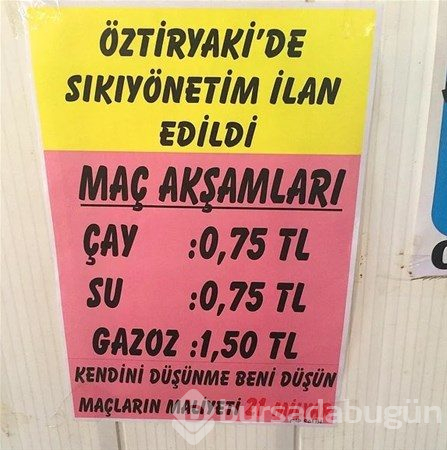 ÖZTİRYAKİ'DE
SIKIYÖNETİM İLAN
EDİLDİ
MAÇ AKŞAMLARI
ÇAY :0,75 TL
SU :0,75 TL
GAZOZ :1,50 TL
KENDİNİ DÜŞÜNME BENİ DÜŞÜN
MAÇLARIN MALİYETİ 21
bursadabugün